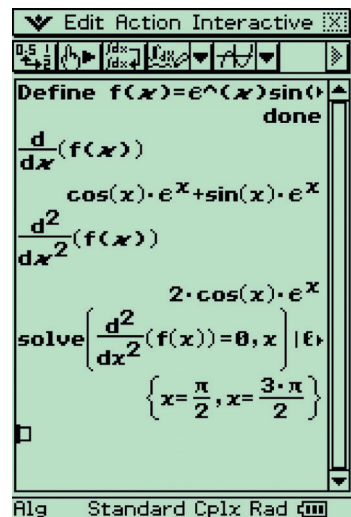 Edit Action Interactive
Define f(x)=e^(x)sin(
done
d/dx(f(x))
cos(x)·e^x+sin(x)·e^x
d²/dx²(f(x))
2·cos(x)·e^x
solve(d²/dx²(f(x))=0,x)|
{x=π/2,x=3·π/2}
Alg Standard Cplx Rad